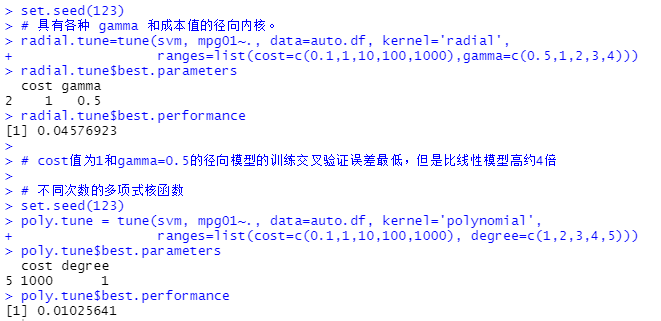 > set.seed(123)
> # 具有各种 gamma 和成本值的径向内核。
> radial.tune=tune(svm, mpg01~., data=auto.df, kernel='radial',
+                  ranges=list(cost=c(0.1,1,10,100,1000),gamma=c(0.5,1,2,3,4)))
> radial.tune$best.parameters
  cost gamma
2    1   0.5
> radial.tune$best.performance
[1] 0.04576923
>
> # cost值为1和gamma=0.5的径向模型的训练交叉验证误差最低，但是比线性模型高约4倍
>
> # 不同次数的多项式核函数
> set.seed(123)
> poly.tune = tune(svm, mpg01~., data=auto.df, kernel='polynomial',
+                  ranges=list(cost=c(0.1,1,10,100,1000), degree=c(1,2,3,4,5)))
> poly.tune$best.parameters
  cost degree
5 1000      1
> poly.tune$best.performance
[1] 0.01025641